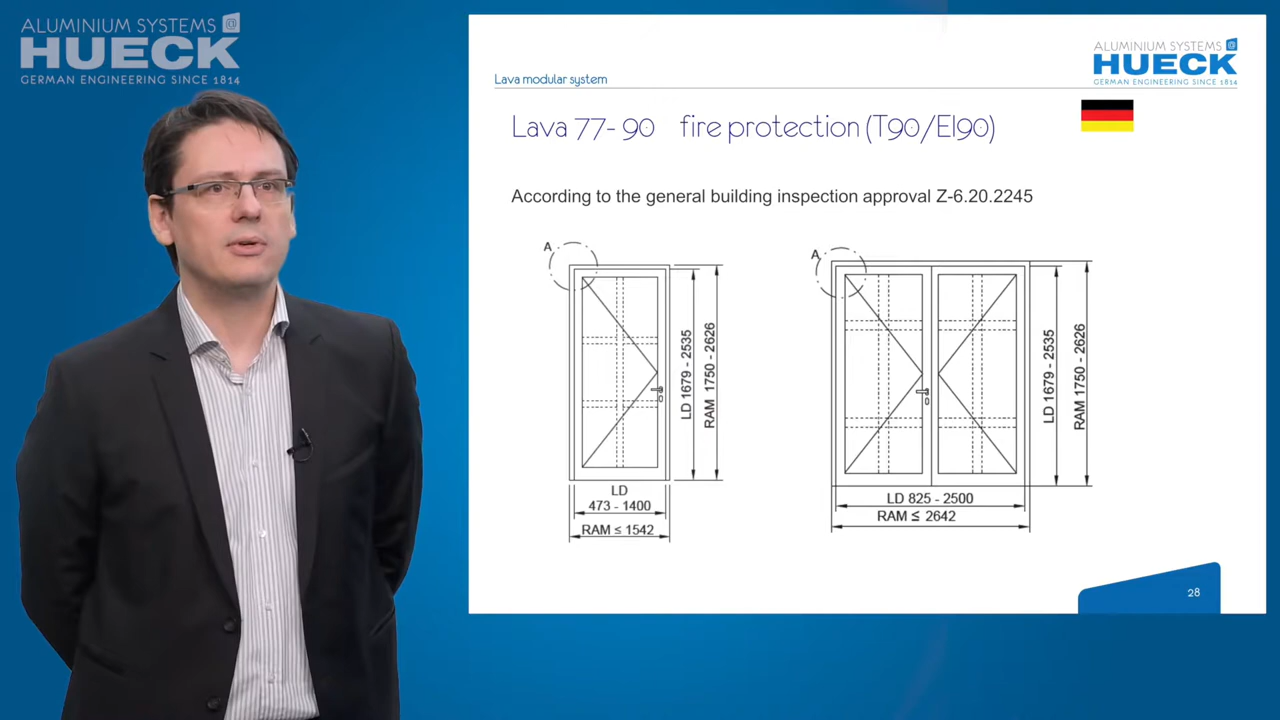 ALUMINIUM SYSTEMS
HUECK
GERMAN ENGINEERING SINCE 1814
ALUMINIUM SYSTEMS
HUECK
GERMAN ENGINEERING SINCE 1814
Lava modular system
Lava 77- 90 fire protection (T90/EI90)
According to the general building inspection approval Z-6.20.2245
A
LD 1679 - 2535
RAM 1750 - 2626
LD
473 - 1400
RAM ≤ 1542
A
LD 1679 - 2535
RAM 1750 - 2626
LD 825 - 2500
RAM ≤ 2642
28